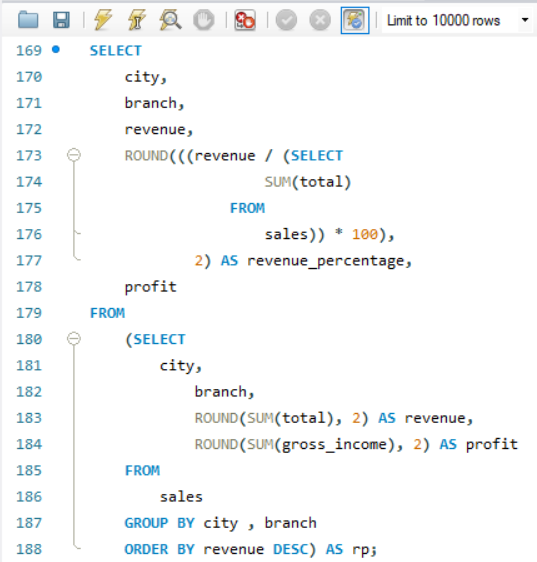 Limit to 10000 rows
169 SELECT
170 city,
171 branch,
172 revenue,
173 ROUND(((revenue / (SELECT
174 SUM(total)
175 FROM
176 sales)) * 100),
177 2) AS revenue_percentage,
178 profit
179 FROM
180 (SELECT
181 city,
182 branch,
183 ROUND(SUM(total), 2) AS revenue,
184 ROUND(SUM(gross_income), 2) AS profit
185 FROM
186 sales
187 GROUP BY city , branch
188 ORDER BY revenue DESC) AS rp;